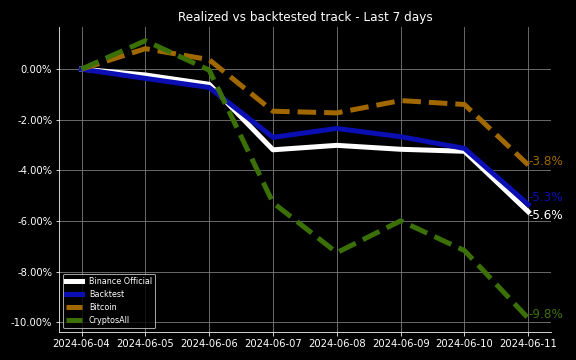 Realized vs backtested track - Last 7 days
0.00%
-2.00%
-4.00%
-6.00%
-8.00%
-10.00%
-3.8%
-5.3%
-5.6%
-9.8%
Binance Official
Backtest
Bitcoin
CryptosAll
2024-06-04 2024-06-05 2024-06-06 2024-06-07 2024-06-08 2024-06-09 2024-06-10 2024-06-11